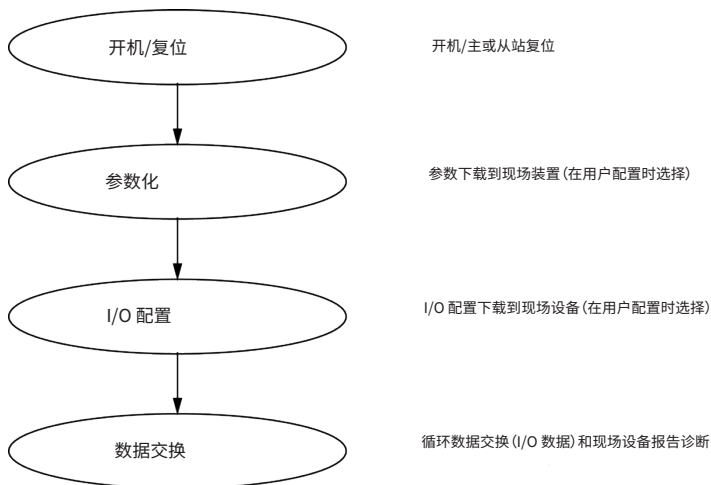 开机/复位
开机/主或从站复位
参数化
参数下载到现场装置(在用户配置时选择)
I/O 配置
I/O 配置下载到现场设备(在用户配置时选择)
数据交换
循环数据交换(I/O 数据)和现场设备报告诊断